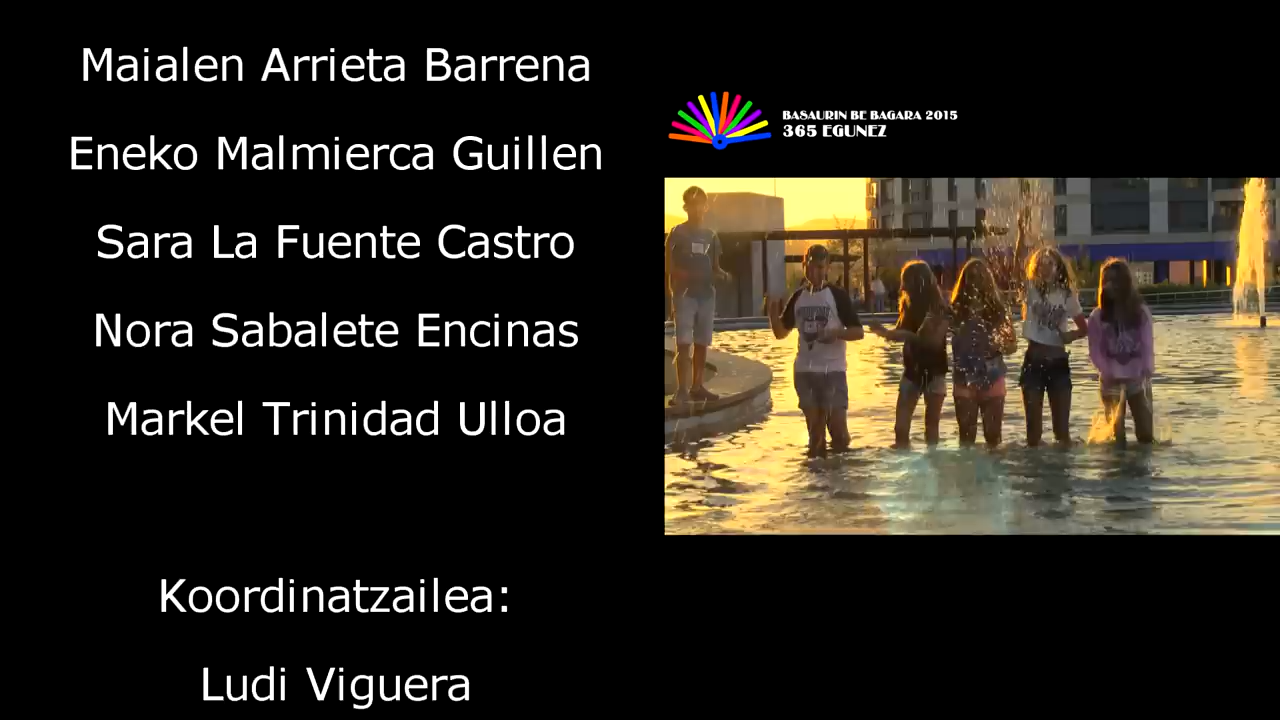 Maialen Arrieta Barrena
Eneko Malmierca Guillen
Sara La Fuente Castro
Nora Sabalete Encinas
Markel Trinidad Ulloa
Koordinatzailea:
Ludi Viguera
BASAURIN BE BAGARA 2015
365 EGUNEZ